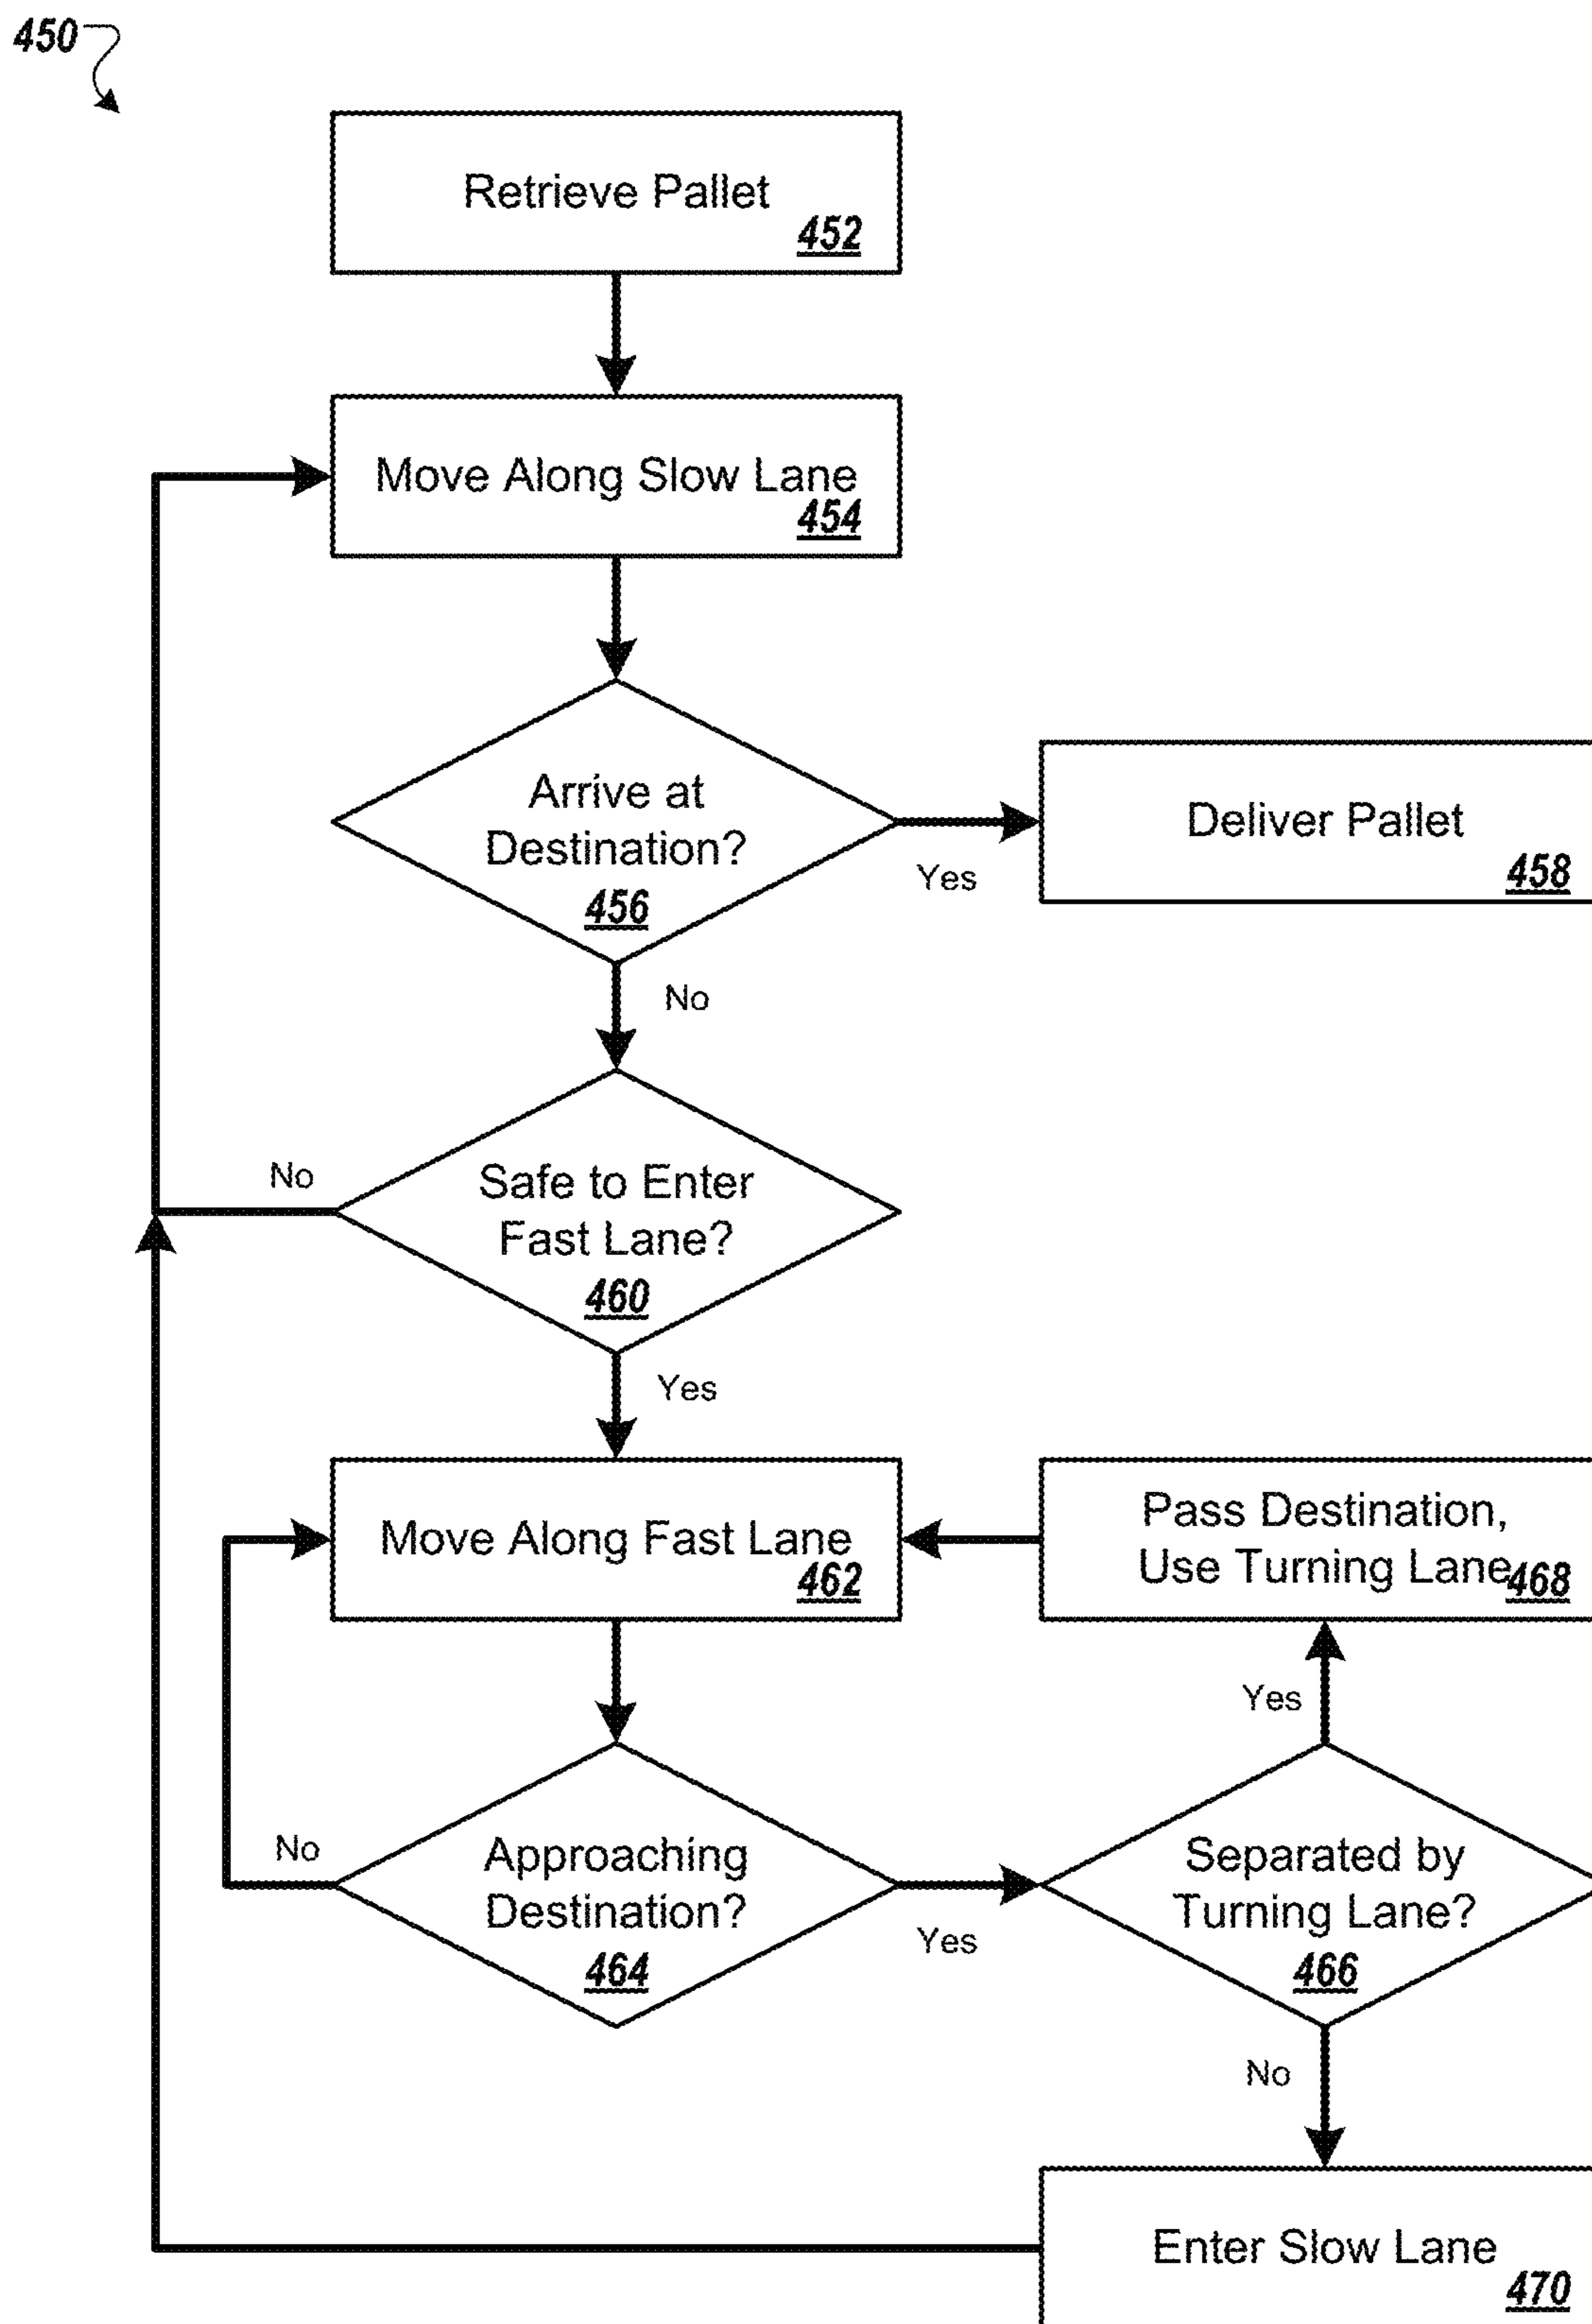 450
Retrieve Pallet
452
Move Along Slow Lane
454
Arrive at
Destination?
456
Yes
Deliver Pallet
458
No
Safe to Enter
Fast Lane?
460
No
Yes
Move Along Fast Lane
462
Pass Destination,
Use Turning Lane
468
Yes
Approaching
Destination?
464
No
Yes
Separated by
Turning Lane?
466
No
Enter Slow Lane
470